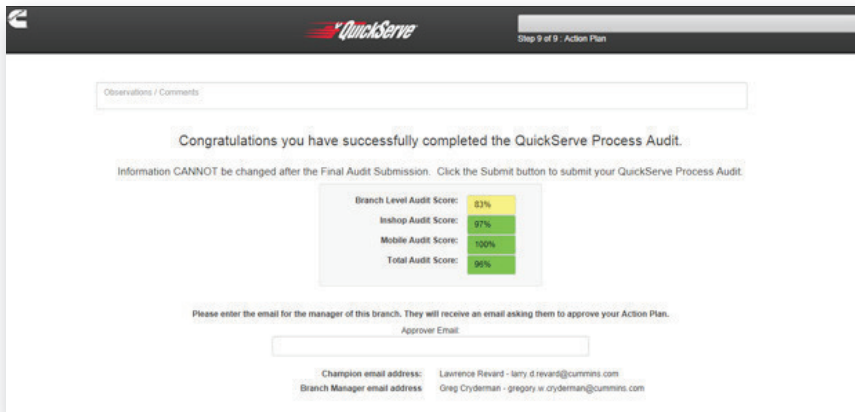 QuickServe
Step 9 of 9 : Action Plan
Observations / Comments
Congratulations you have successfully completed the QuickServe Process Audit.
Information CANNOT be changed after the Final Audit Submission. Click the Submit button to submit your QuickServe Process Audit.
Branch Level Audit Score: 83%
Inshop Audit Score: 97%
Mobile Audit Score: 100%
Total Audit Score: 96%
Please enter the email for the manager of this branch. They will receive an email asking them to approve your Action Plan.
Approver Email:
Champion email address: Lawrence Revard - larry.d.revard@cummins.com
Branch Manager email address Greg Cryderman - gregory.w.cryderman@cummins.com